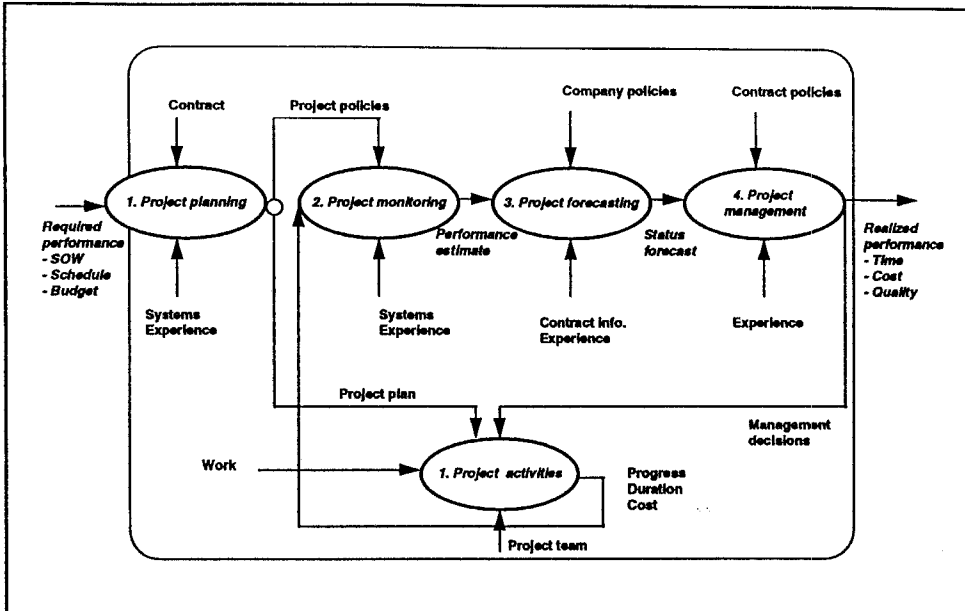 Contract
Project policies
Company policies
Contract policies
1. Project planning
2. Project monitoring
3. Project forecasting
4. Project
management
Required
performance
- SOW
- Schedule
- Budget
Performance
estimate
Status
forecast
Realized
performance
- Time
- Cost
- Quality
Systems
Experience
Systems
Experience
Contract info.
Experience
Experience
Project plan
Management
decisions
Work
1. Project activities
Progress
Duration
Cost
Project team